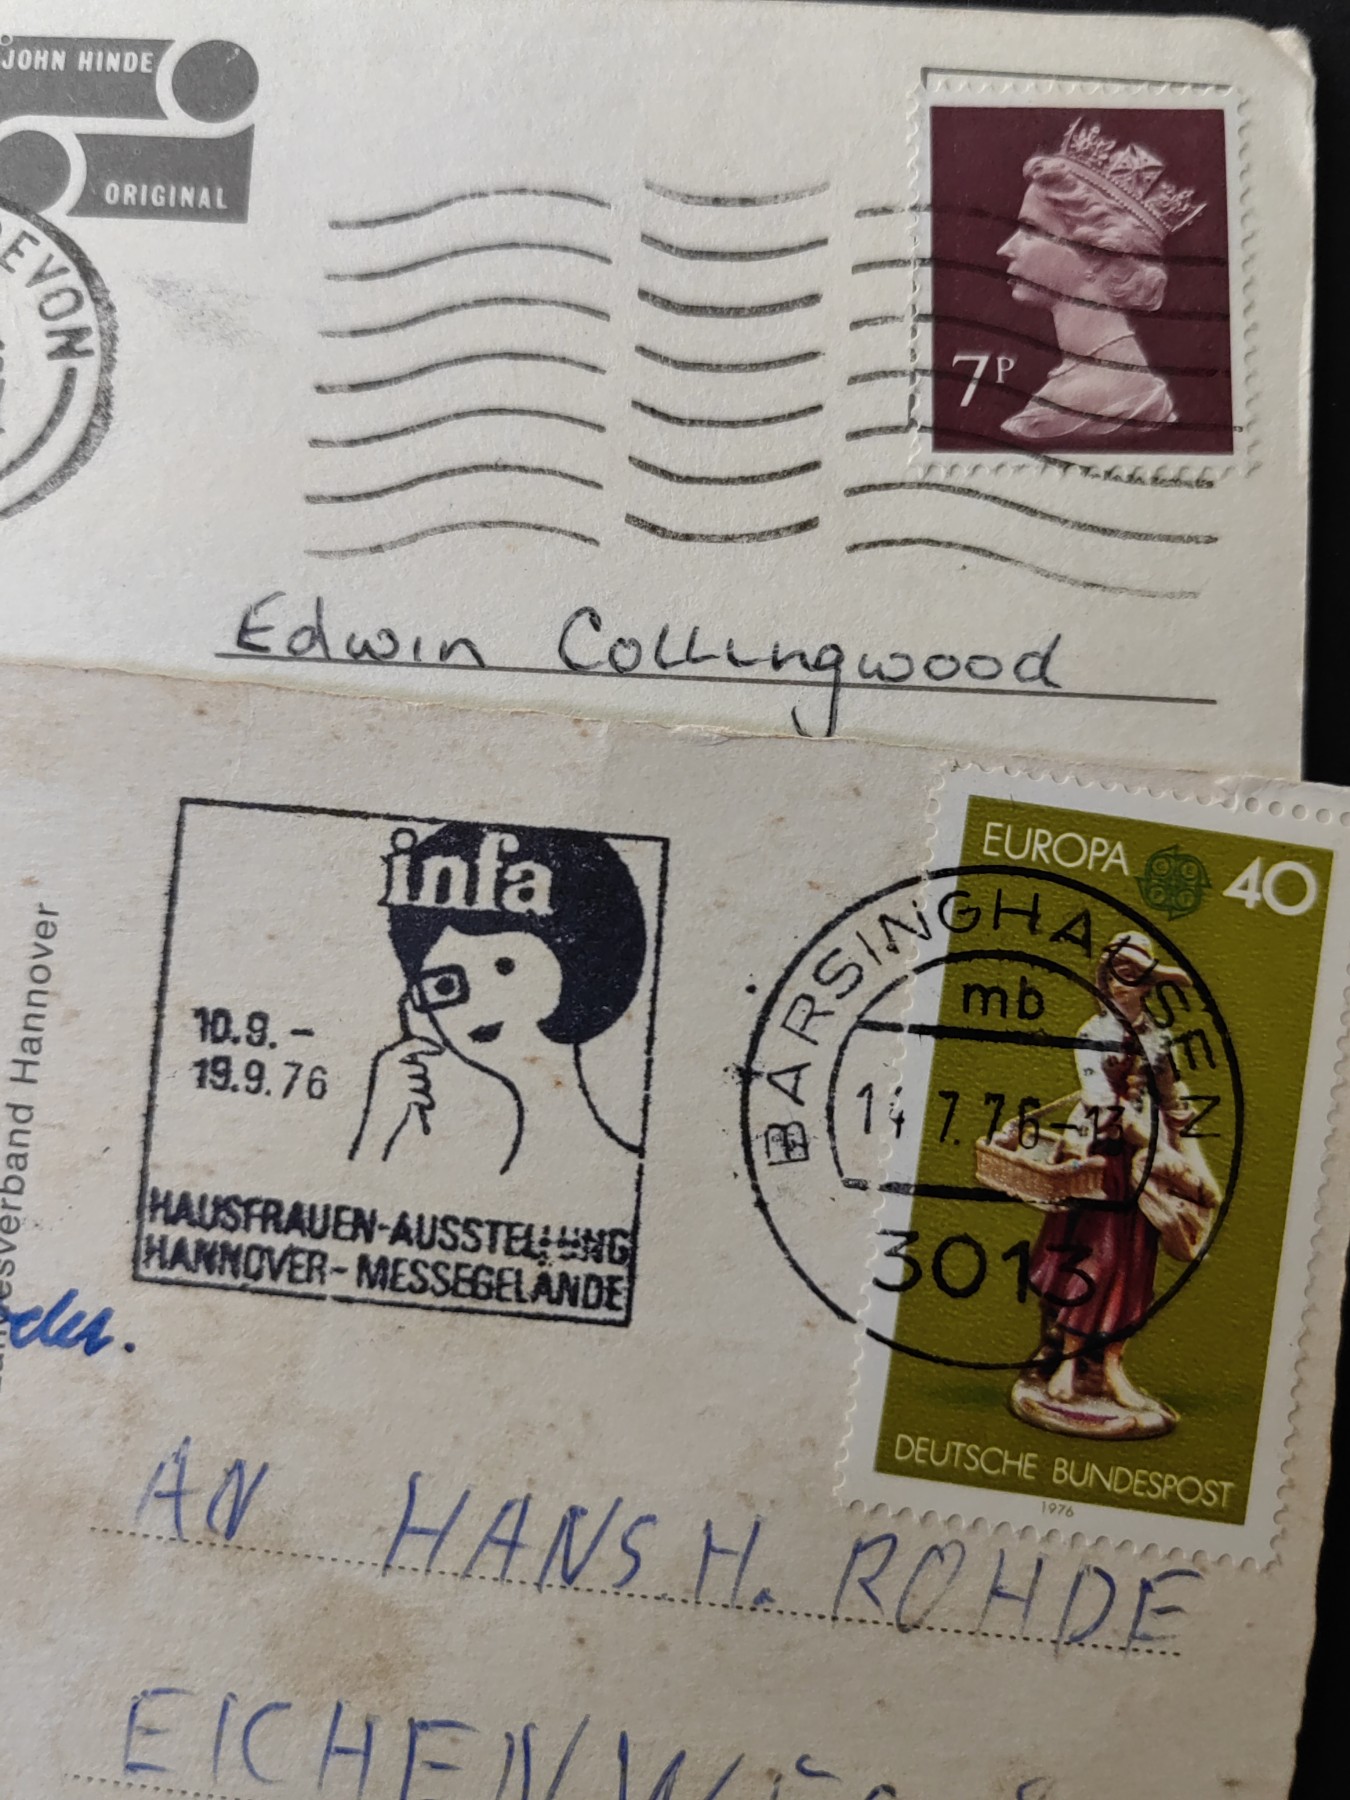 JOHN HINDE
ORIGINAL
DEVON
7P
Edwin Collingwood
infa
10.9.-
19.9.76
HAUSFRAUEN-AUSSTELLUNG
HANNOVER-MESSEGELÄNDE
EUROPA 40
BARSINGHAUSEN 1
mb
14.7.76-13
3013
DEUTSCHE BUNDESPOST
1976
Landesverband Hannover
AN HANS H. ROHDE